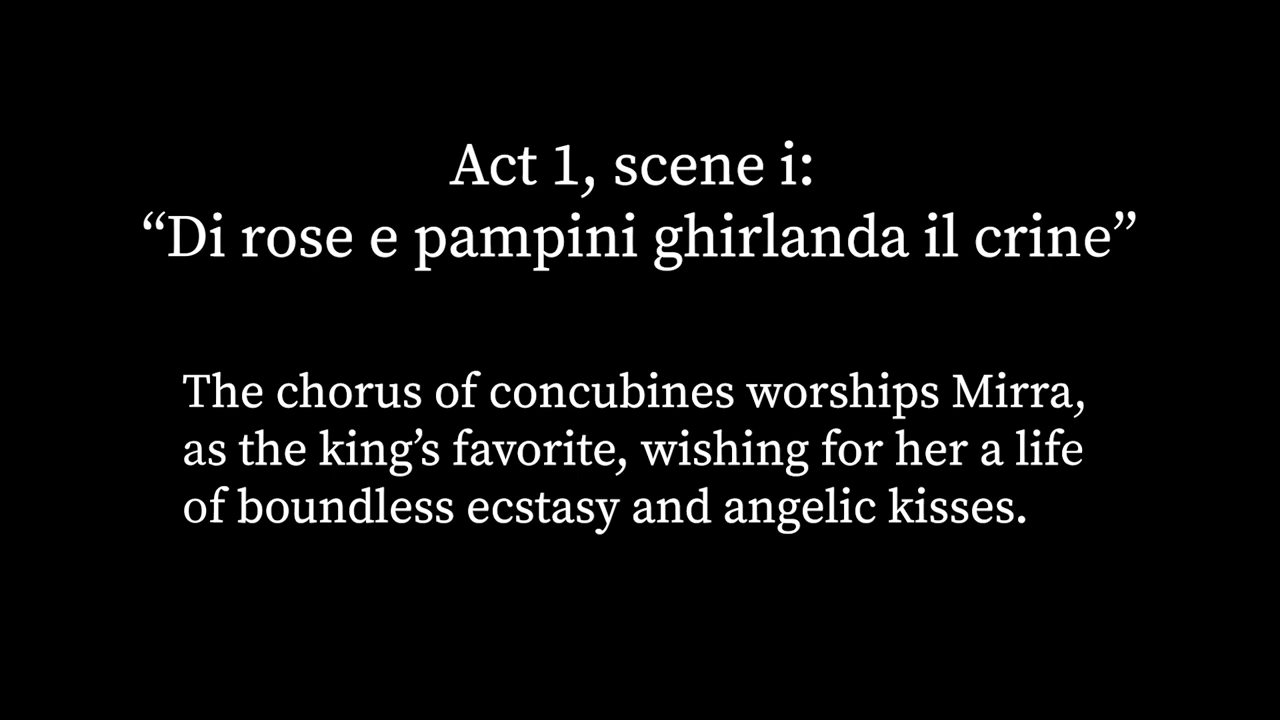 Act 1, scene i:
“Di rose e pampini ghirlanda il crine”
The chorus of concubines worships Mirra,
as the king’s favorite, wishing for her a life
of boundless ecstasy and angelic kisses.